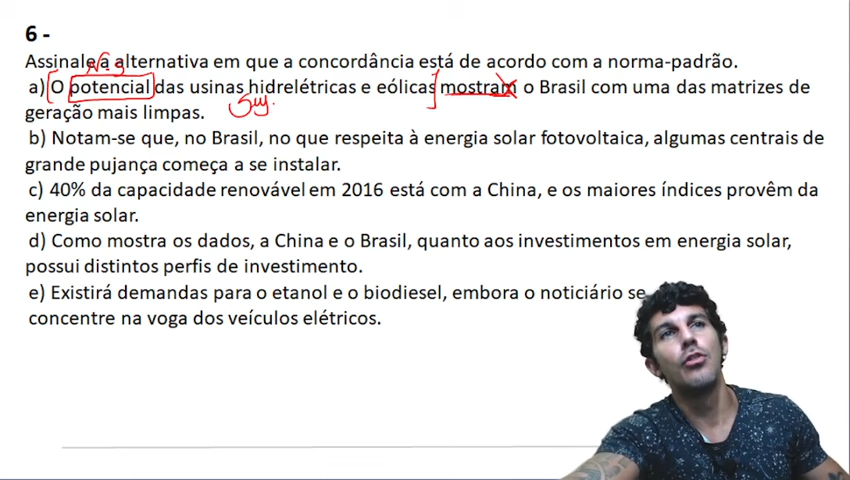 6 -
Assinale a alternativa em que a concordância está de acordo com a norma-padrão.
N. s
a) O potencial das usinas hidrelétricas e eólicas mostram o Brasil com uma das matrizes de
Suj.
geração mais limpas.
b) Notam-se que, no Brasil, no que respeita à energia solar fotovoltaica, algumas centrais de
grande pujança começa a se instalar.
c) 40% da capacidade renovável em 2016 está com a China, e os maiores índices provêm da
energia solar.
d) Como mostra os dados, a China e o Brasil, quanto aos investimentos em energia solar,
possui distintos perfis de investimento.
e) Existirá demandas para o etanol e o biodiesel, embora o noticiário se
concentre na voga dos veículos elétricos.